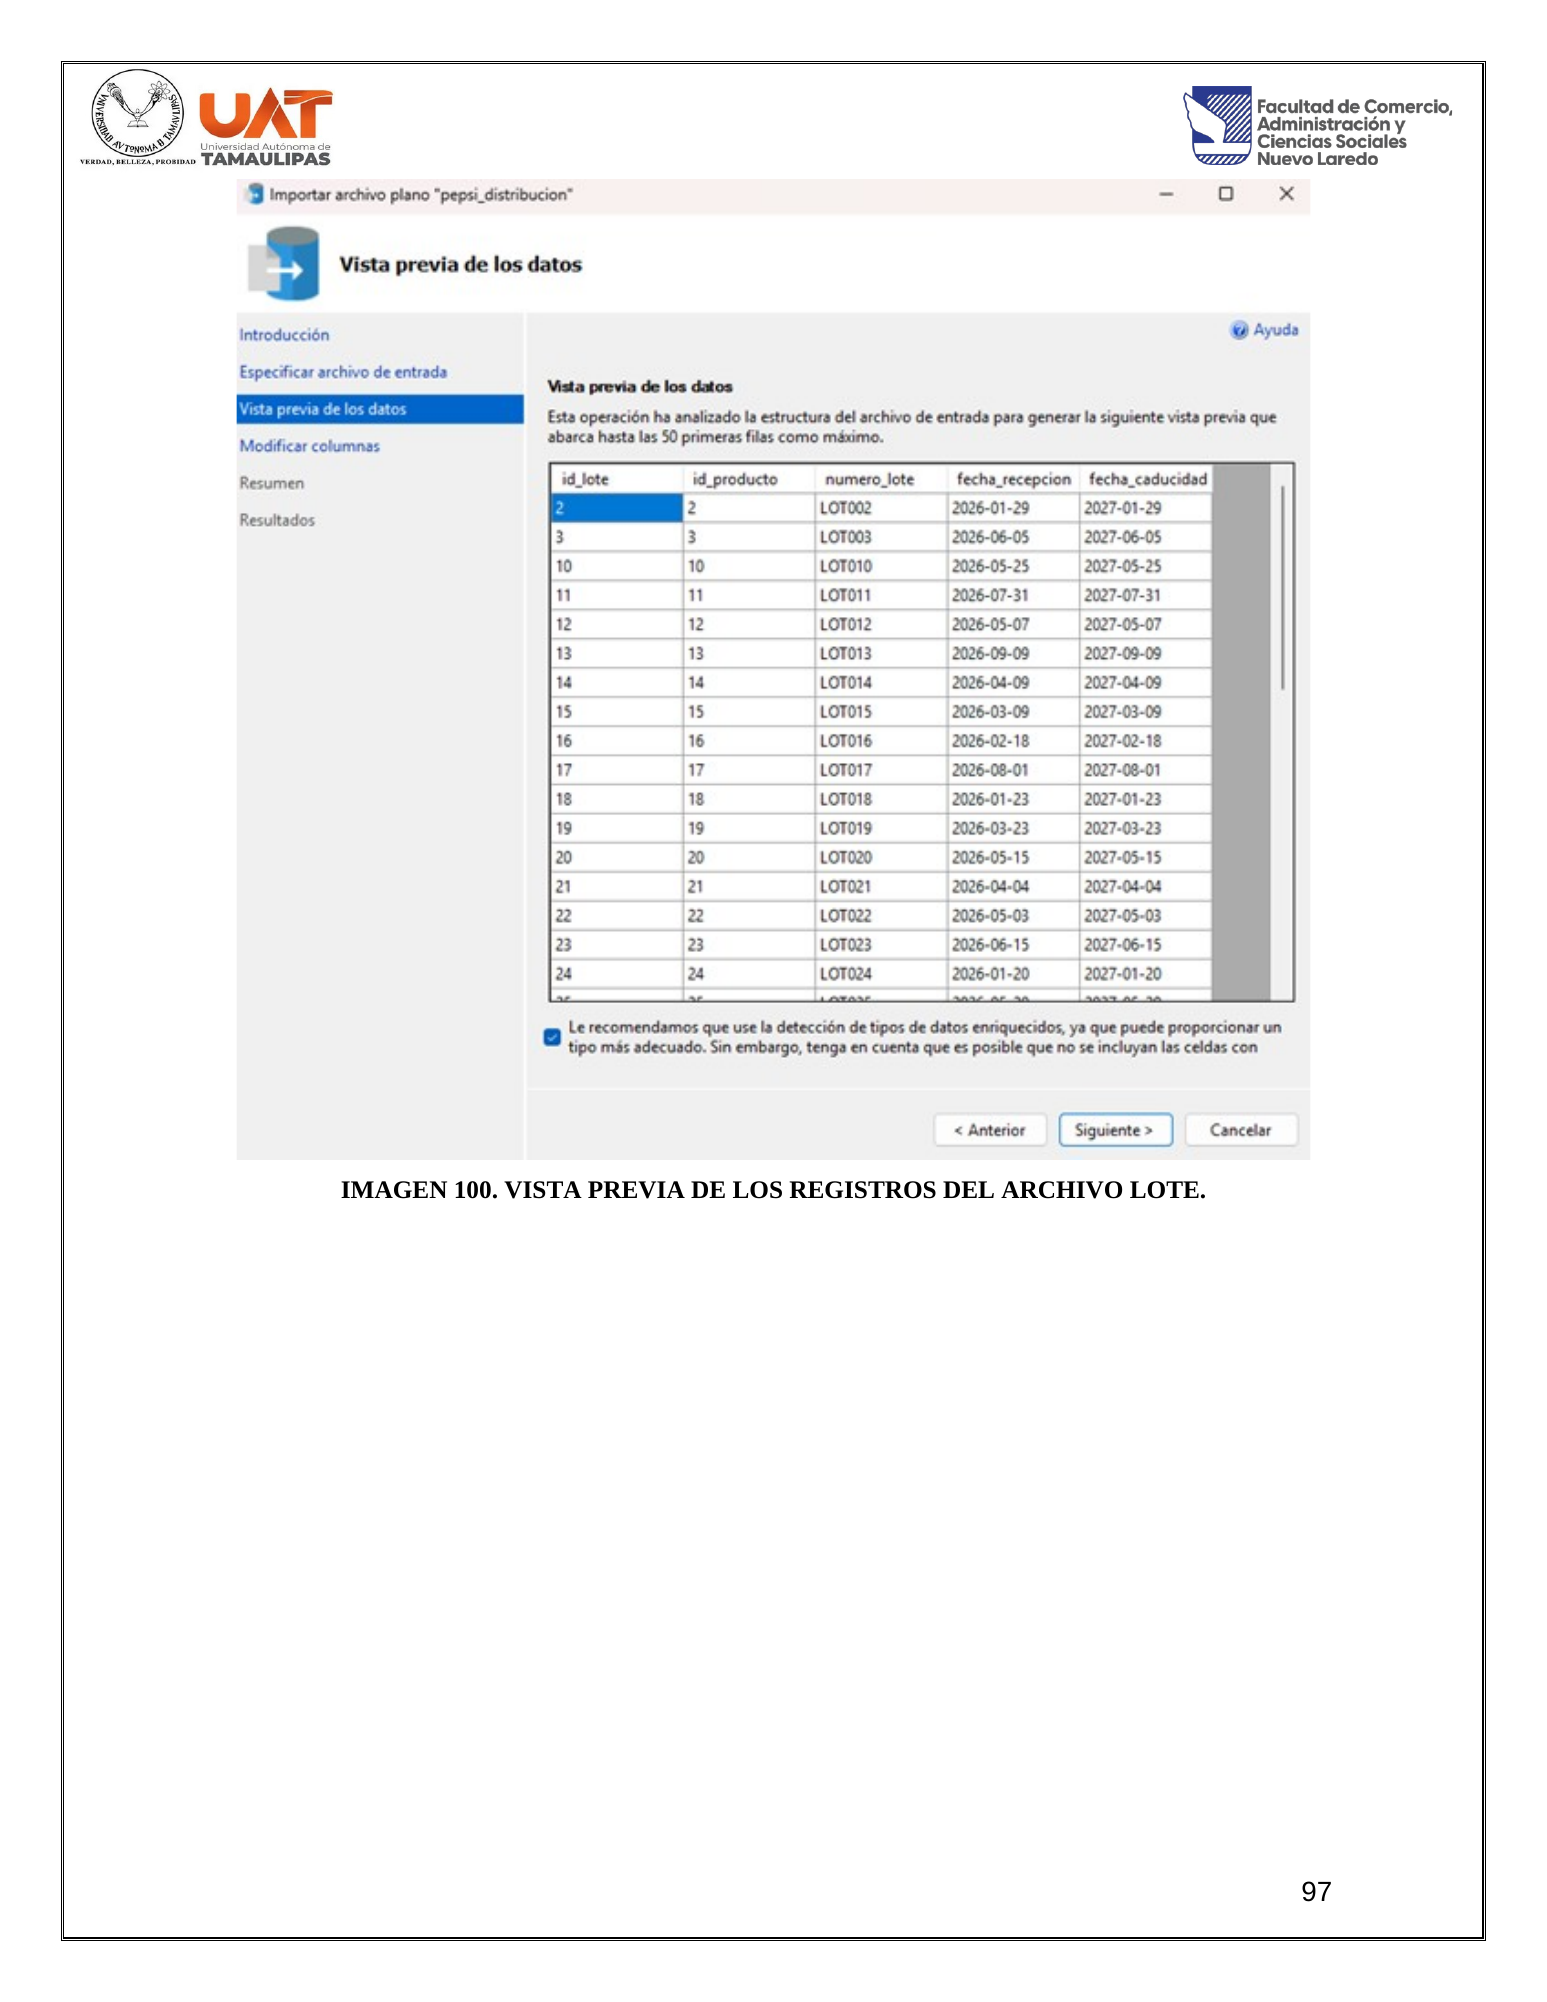 VNIVERSIDAD AVTONOMA D TAMAVLIPAS
VERDAD, BELLEZA, PROBIDAD
UAT
Universidad Autónoma de
TAMAULIPAS
Facultad de Comercio,
Administración y
Ciencias Sociales
Nuevo Laredo
Importar archivo plano "pepsi_distribucion"
Vista previa de los datos
Introducción
Especificar archivo de entrada
Vista previa de los datos
Modificar columnas
Resumen
Resultados
Ayuda
Vista previa de los datos
Esta operación ha analizado la estructura del archivo de entrada para generar la siguiente vista previa que
abarca hasta las 50 primeras filas como máximo.
id_lote id_producto numero_lote fecha_recepcion fecha_caducidad
2 2 LOT002 2026-01-29 2027-01-29
3 3 LOT003 2026-06-05 2027-06-05
10 10 LOT010 2026-05-25 2027-05-25
11 11 LOT011 2026-07-31 2027-07-31
12 12 LOT012 2026-05-07 2027-05-07
13 13 LOT013 2026-09-09 2027-09-09
14 14 LOT014 2026-04-09 2027-04-09
15 15 LOT015 2026-03-09 2027-03-09
16 16 LOT016 2026-02-18 2027-02-18
17 17 LOT017 2026-08-01 2027-08-01
18 18 LOT018 2026-01-23 2027-01-23
19 19 LOT019 2026-03-23 2027-03-23
20 20 LOT020 2026-05-15 2027-05-15
21 21 LOT021 2026-04-04 2027-04-04
22 22 LOT022 2026-05-03 2027-05-03
23 23 LOT023 2026-06-15 2027-06-15
24 24 LOT024 2026-01-20 2027-01-20
Le recomendamos que use la detección de tipos de datos enriquecidos, ya que puede proporcionar un
tipo más adecuado. Sin embargo, tenga en cuenta que es posible que no se incluyan las celdas con
< Anterior Siguiente > Cancelar
IMAGEN 100. VISTA PREVIA DE LOS REGISTROS DEL ARCHIVO LOTE.
97